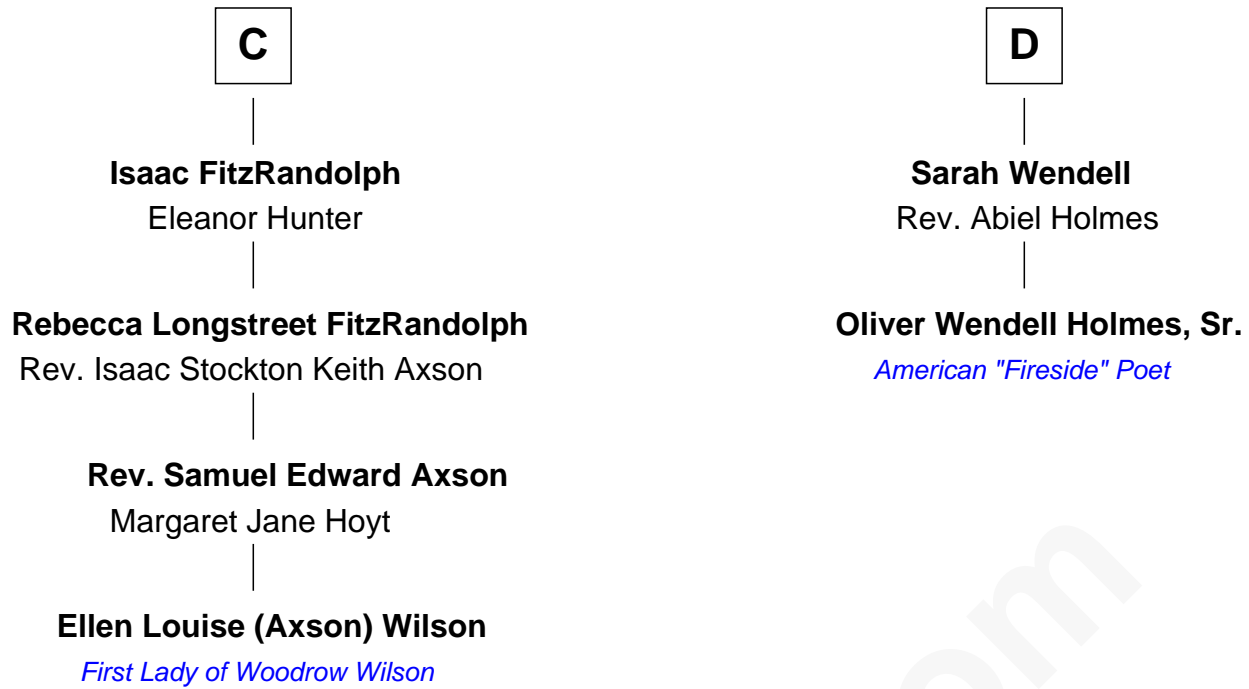 C
Isaac FitzRandolph
Eleanor Hunter
Rebecca Longstreet FitzRandolph
Rev. Isaac Stockton Keith Axson
Rev. Samuel Edward Axson
Margaret Jane Hoyt
Ellen Louise (Axson) Wilson
First Lady of Woodrow Wilson
D
Sarah Wendell
Rev. Abiel Holmes
Oliver Wendell Holmes, Sr.
American "Fireside" Poet
om